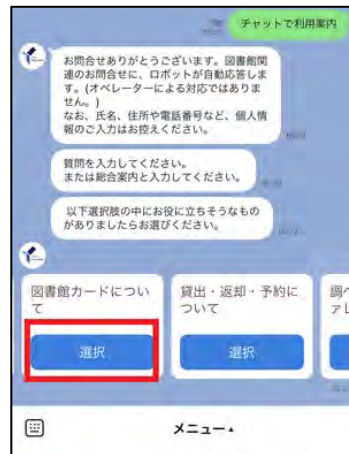 チャットで利用案内
お問合せありがとうございます。図書館関
連のお問合せに、ロボットが自動応答しま
す。(オペレーターによる対応ではありま
せん。)
なお、氏名、住所や電話番号など、個人情
報のご入力はお控えください。
質問を入力してください。
または総合案内と入力してください。
以下選択肢の中にお役に立ちそうなもの
がありましたらお選びください。
図書館カードについ
て
選択
貸出・返却・予約に
ついて
選択
調べ
ァレ
メニュー